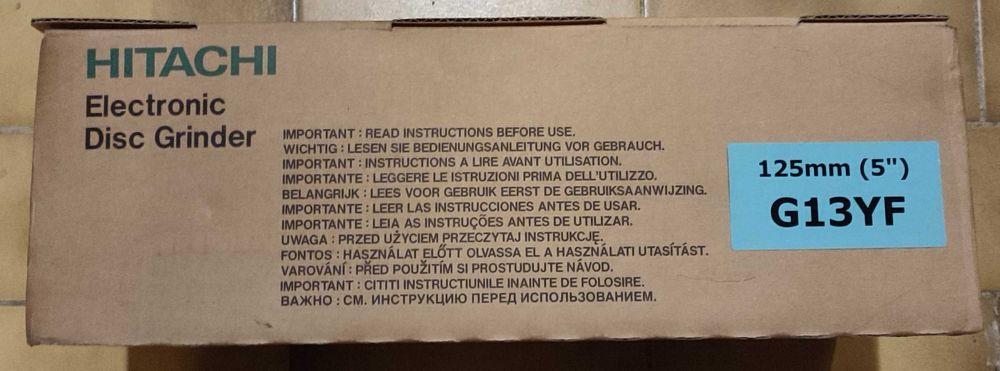 HITACHI
Electronic
Disc Grinder
IMPORTANT : READ INSTRUCTIONS BEFORE USE.
WICHTIG : LESEN SIE BEDIENUNGSANLEITUNG VOR GEBRAUCH.
IMPORTANT : INSTRUCTIONS A LIRE AVANT UTILISATION.
IMPORTANTE : LEGGERE LE ISTRUZIONI PRIMA DELL'UTILIZZO.
BELANGRIJK : LEES VOOR GEBRUIK EERST DE GEBRUIKSAANWIJZING.
IMPORTANTE : LEER LAS INSTRUCCIONES ANTES DE USAR.
IMPORTANTE : LEIA AS INSTRUÇÕES ANTES DE UTILIZAR.
UWAGA : PRZED UŻYCIEM PRZECZYTAJ INSTRUKCJĘ.
FONTOS : HASZNÁLAT ELŐTT OLVASSA EL A HASZNÁLATI UTASÍTÁST.
VAROVÁNÍ : PŘED POUŽITÍM SI PROSTUDUJTE NÁVOD.
IMPORTANT : CITITI INSTRUCTIUNILE INAINTE DE FOLOSIRE.
ВАЖНО : СМ. ИНСТРУКЦИЮ ПЕРЕД ИСПОЛЬЗОВАНИЕМ.
125mm (5")
G13YF